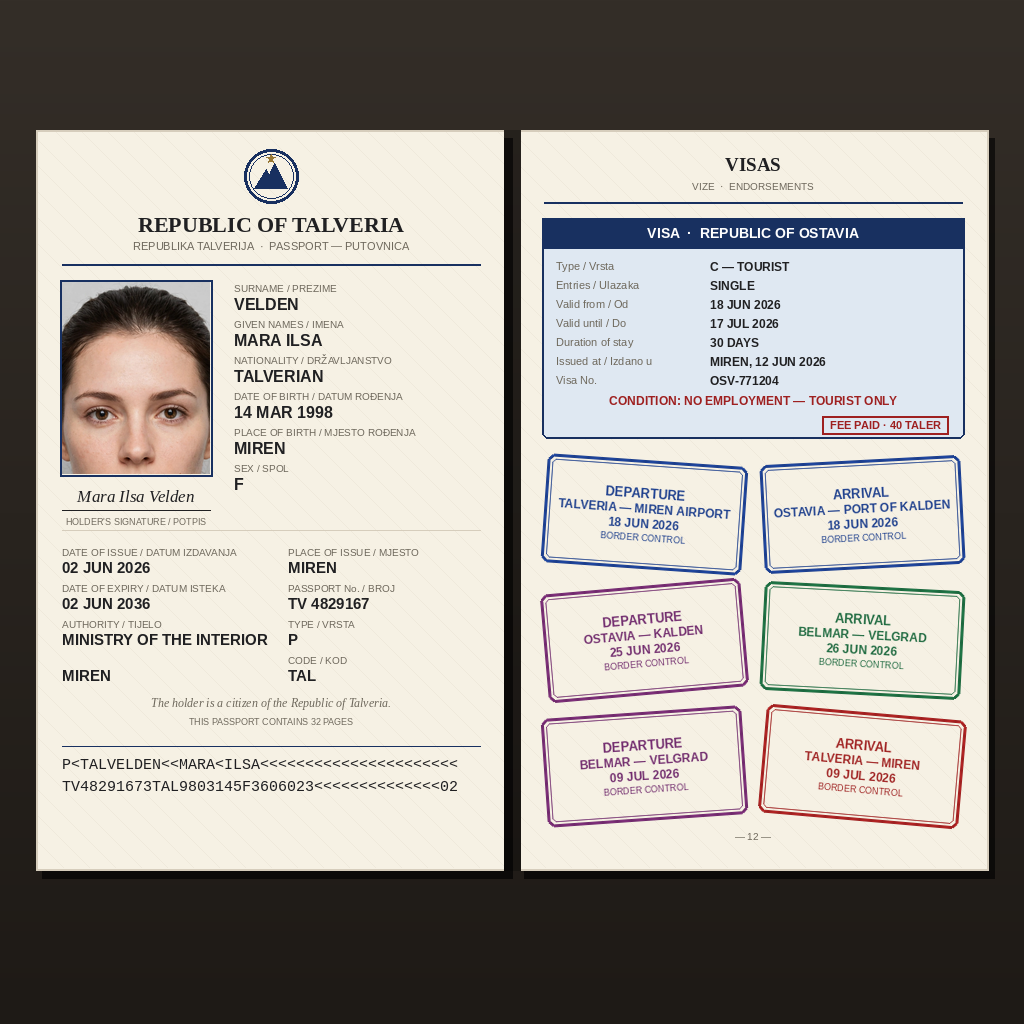 REPUBLIC OF TALVERIA
REPUBLIKA TALVERIJA · PASSPORT — PUTOVNICA
SURNAME / PREZIME
VELDEN
GIVEN NAMES / IMENA
MARA ILSA
NATIONALITY / DRŽAVLJANSTVO
TALVERIAN
DATE OF BIRTH / DATUM ROĐENJA
14 MAR 1998
PLACE OF BIRTH / MJESTO ROĐENJA
MIREN
SEX / SPOL
F
Mara Ilsa Velden
HOLDER'S SIGNATURE / POTPIS
DATE OF ISSUE / DATUM IZDAVANJA
02 JUN 2026
PLACE OF ISSUE / MJESTO
MIREN
DATE OF EXPIRY / DATUM ISTEKA
02 JUN 2036
PASSPORT No. / BROJ
TV 4829167
AUTHORITY / TIJELO
MINISTRY OF THE INTERIOR
MIREN
TYPE / VRSTA
P
CODE / KOD
TAL
The holder is a citizen of the Republic of Talveria.
THIS PASSPORT CONTAINS 32 PAGES
P<TALVELDEN<<MARA<ILSA<<<<<<<<<<<<<<<<<<<<<<
TV48291673TAL9803145F3606023<<<<<<<<<<<<<<02
VISAS
VIZE · ENDORSEMENTS
VISA · REPUBLIC OF OSTAVIA
Type / Vrsta C — TOURIST
Entries / Ulazaka SINGLE
Valid from / Od 18 JUN 2026
Valid until / Do 17 JUL 2026
Duration of stay 30 DAYS
Issued at / Izdano u MIREN, 12 JUN 2026
Visa No. OSV-771204
CONDITION: NO EMPLOYMENT — TOURIST ONLY
FEE PAID · 40 TALER
DEPARTURE
TALVERIA — MIREN AIRPORT
18 JUN 2026
BORDER CONTROL
ARRIVAL
OSTAVIA — PORT OF KALDEN
18 JUN 2026
BORDER CONTROL
DEPARTURE
OSTAVIA — KALDEN
25 JUN 2026
BORDER CONTROL
ARRIVAL
BELMAR — VELGRAD
26 JUN 2026
BORDER CONTROL
DEPARTURE
BELMAR — VELGRAD
09 JUL 2026
BORDER CONTROL
ARRIVAL
TALVERIA — MIREN
09 JUL 2026
BORDER CONTROL
— 12 —